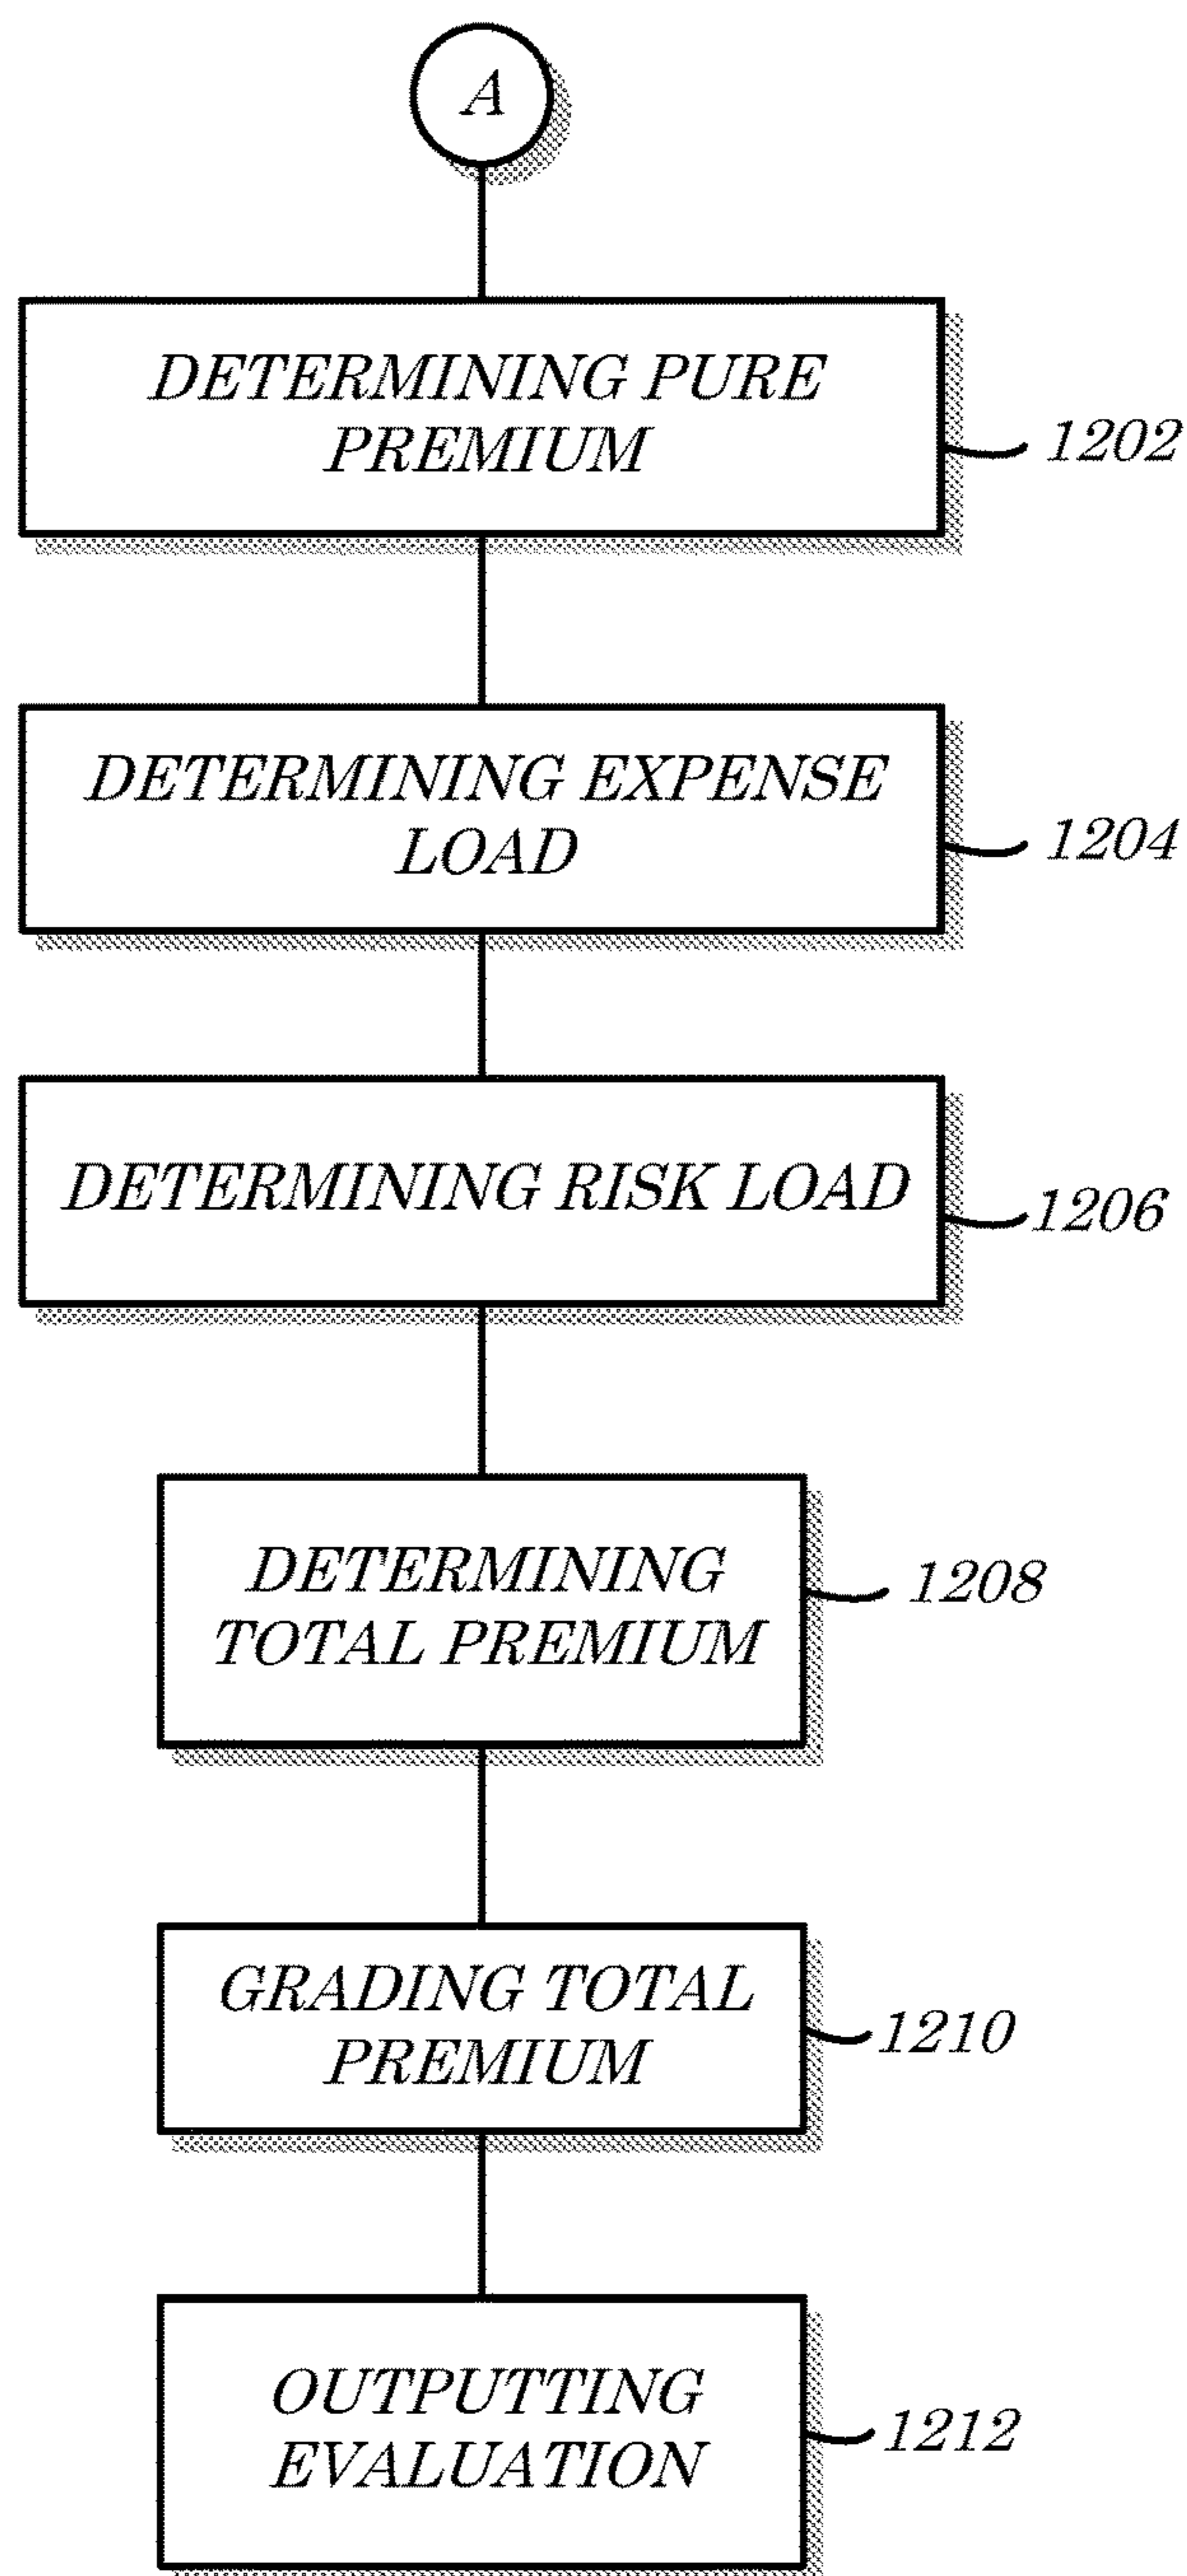 A
DETERMINING PURE
PREMIUM
1202
DETERMINING EXPENSE
LOAD
1204
DETERMINING RISK LOAD
1206
DETERMINING
TOTAL PREMIUM
1208
GRADING TOTAL
PREMIUM
1210
OUTPUTTING
EVALUATION
1212